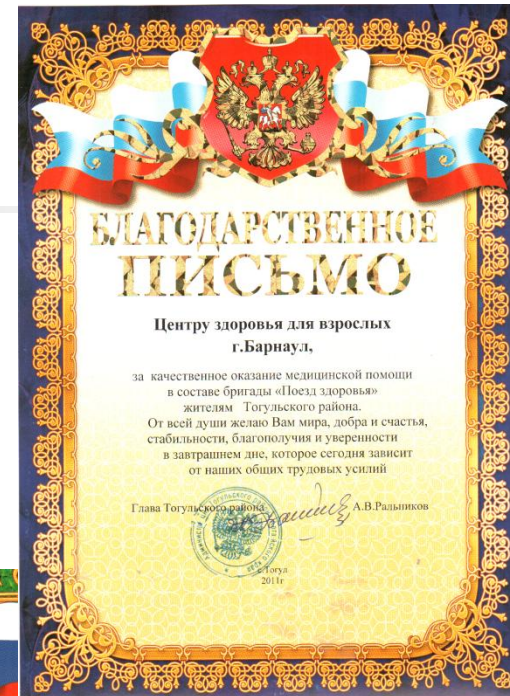 БЛАГОДАРСТВЕННОЕ
ПИСЬМО
Центру здоровья для взрослых
г.Барнаул,
за качественное оказание медицинской помощи
в составе бригады «Поезд здоровья»
жителям Тогульского района.
От всей души желаю Вам мира, добра и счастья,
стабильности, благополучия и уверенности
в завтрашнем дне, которое сегодня зависит
от наших общих трудовых усилий
Глава Тогульского района А.В.Ральников
с.Тогул
2011г